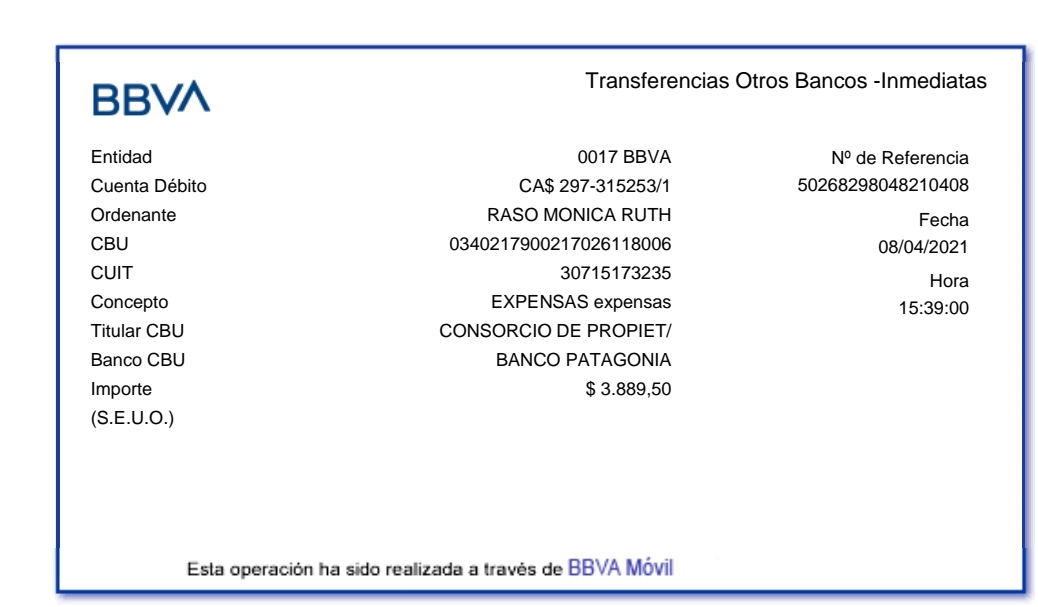 BBVA
Transferencias Otros Bancos -Inmediatas
Entidad 0017 BBVA Nº de Referencia
Cuenta Débito CA$ 297-315253/1 50268298048210408
Ordenante RASO MONICA RUTH Fecha
CBU 0340217900217026118006 08/04/2021
CUIT 30715173235 Hora
Concepto EXPENSAS expensas 15:39:00
Titular CBU CONSORCIO DE PROPIET/
Banco CBU BANCO PATAGONIA
Importe $ 3.889,50
(S.E.U.O.)
Esta operación ha sido realizada a través de BBVA Móvil